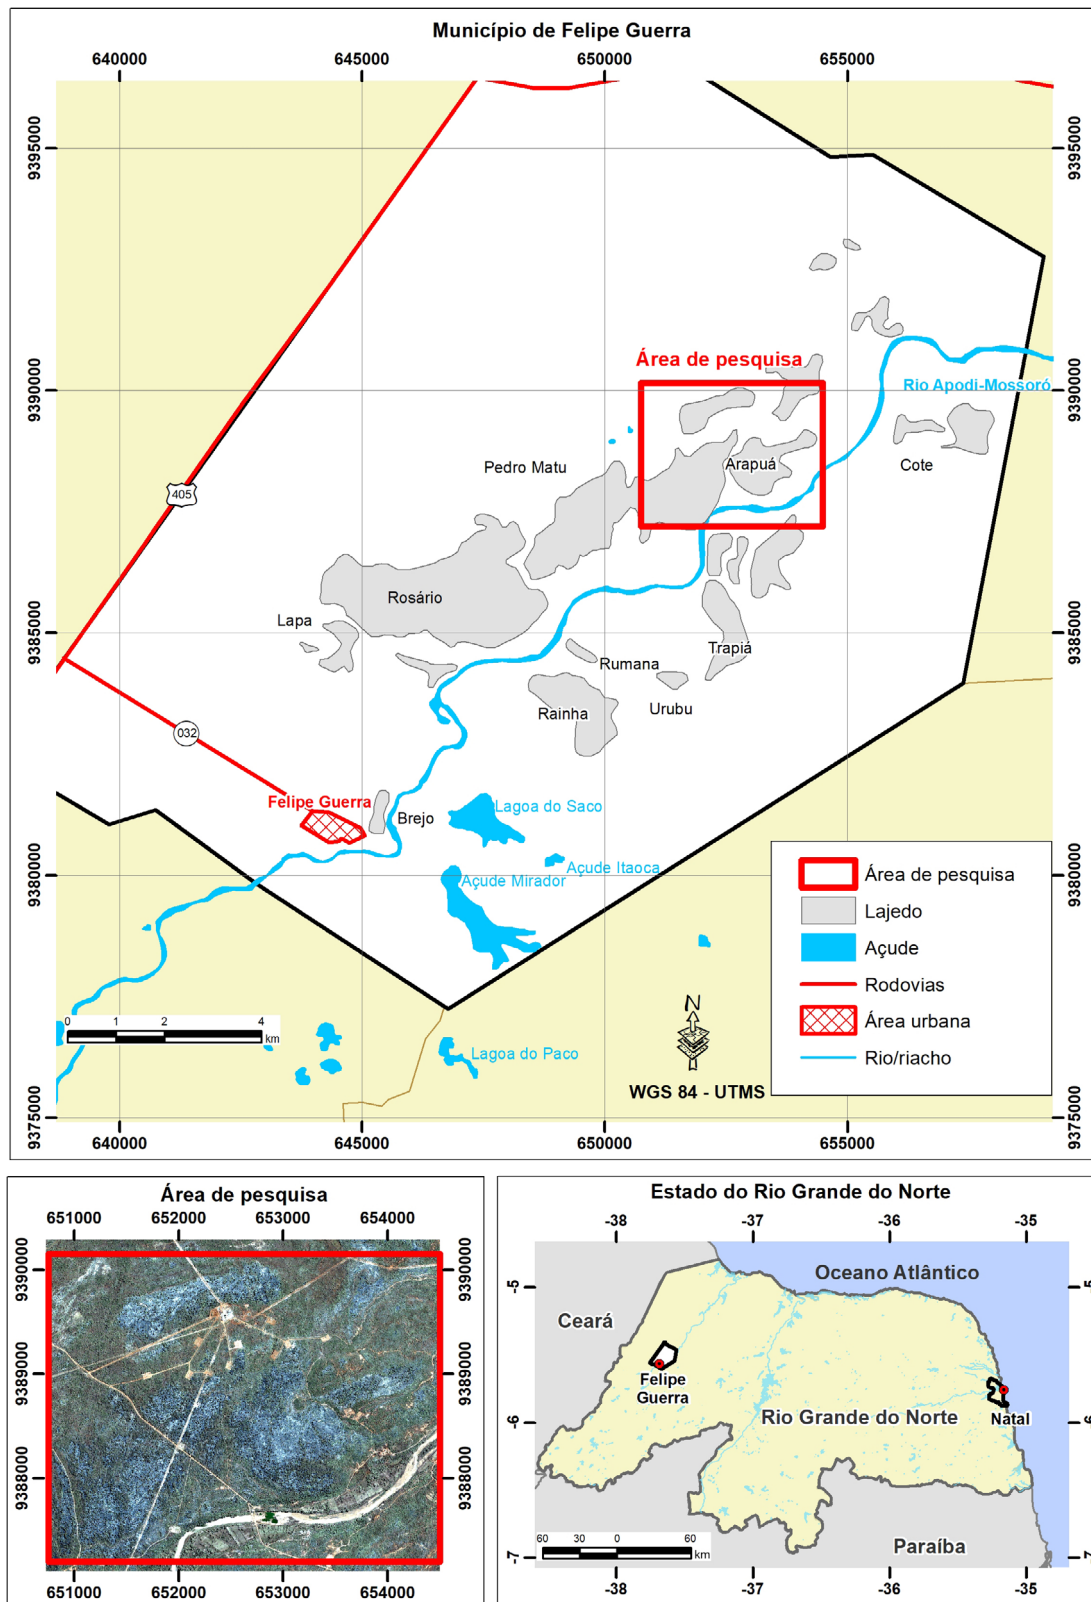 Município de Felipe Guerra
640000 645000 650000 655000
9395000 9395000
Área de pesquisa
9390000 9390000
Rio Apodi-Mossoró
Pedro Matu
Arapuá
Cote
405
Rosário
Lapa
9385000 9385000
Trapiá
Rumana
Urubu
Rainha
032
Felipe Guerra
Brejo
Lagoa do Saco
Açude Itaoca
Açude Mirador
9380000 9380000
Área de pesquisa
Lajedo
Açude
Rodovias
Área urbana
Rio/riacho
N
WGS 84 - UTMS
0 1 2 4
km
Lagoa do Paco
9375000 9375000
640000 645000 650000 655000
Área de pesquisa
651000 652000 653000 654000
9390000 9390000
9389000 9389000
9388000 9388000
651000 652000 653000 654000
Estado do Rio Grande do Norte
-38 -37 -36 -35
-5 -5
Oceano Atlântico
Ceará
Felipe
Guerra
Rio Grande do Norte
Natal
-6 -6
60 30 0 60
km
Paraíba
-7 -7
-38 -37 -36 -35